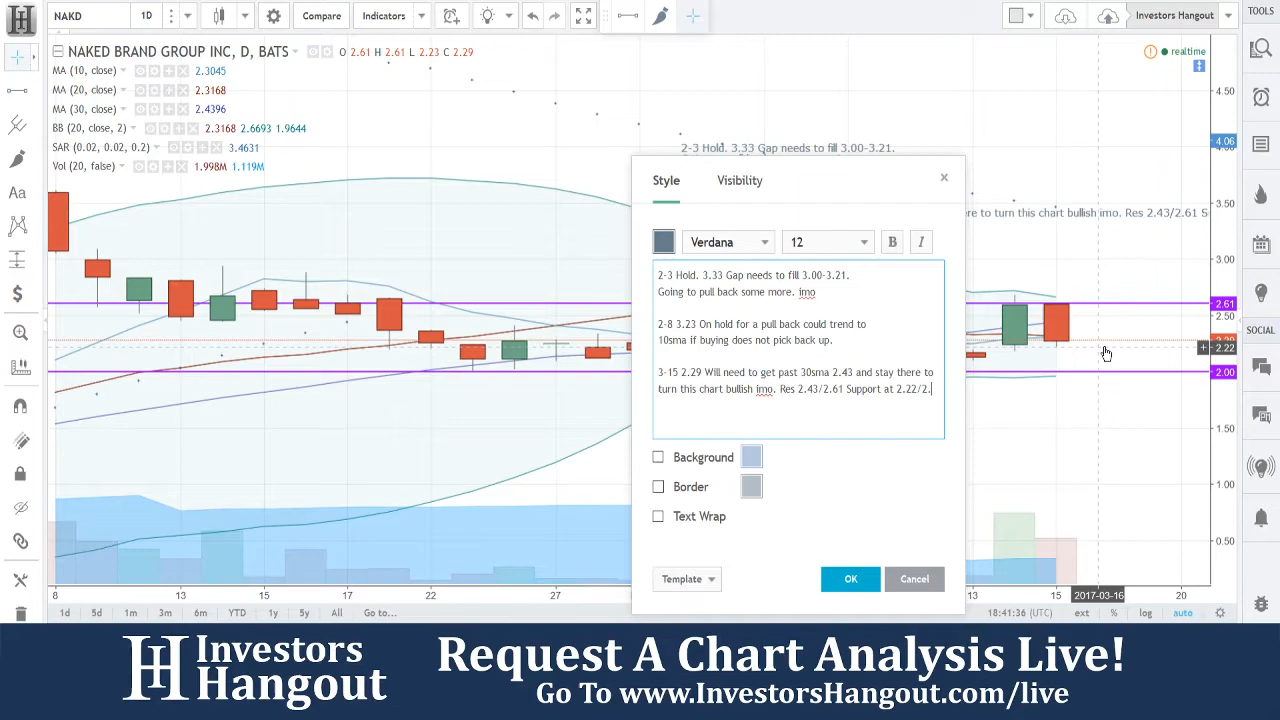 NAKD
1D
Compare
Indicators
Investors Hangout
TOOLS
NAKED BRAND GROUP INC, D, BATS
O 2.61 H 2.61 L 2.23 C 2.29
realtime
MA (10, close) 2.3045
MA (20, close) 2.3168
MA (30, close) 2.4396
BB (20, close, 2) 2.3168 2.6693 1.9644
SAR (0.02, 0.02, 0.2) 3.4631
Vol (20, false) 1.998M 1.119M
2-3 Hold. 3.33 Gap needs to fill 3.00-3.21.
re to turn this chart bullish imo. Res 2.43/2.61 S
4.50
4.06
4.00
3.50
3.00
2.61
2.50
2.29
2.22
2.00
1.50
1.00
0.50
Style
Visibility
Verdana
12
B
I
2-3 Hold. 3.33 Gap needs to fill 3.00-3.21.
Going to pull back some more. imo
2-8 3.23 On hold for a pull back could trend to
10sma if buying does not pick back up.
3-15 2.29 Will need to get past 30sma 2.43 and stay there to
turn this chart bullish imo. Res 2.43/2.61 Support at 2.22/2.
Background
Border
Text Wrap
Template
OK
Cancel
SOCIAL
Aa
8
13
15
17
22
27
13
15
2017-03-16
20
1d
5d
1m
3m
6m
YTD
1y
5y
All
Go to...
18:41:36 (UTC)
ext
%
log
auto
Investors
Hangout
Request A Chart Analysis Live!
Go To www.InvestorsHangout.com/live